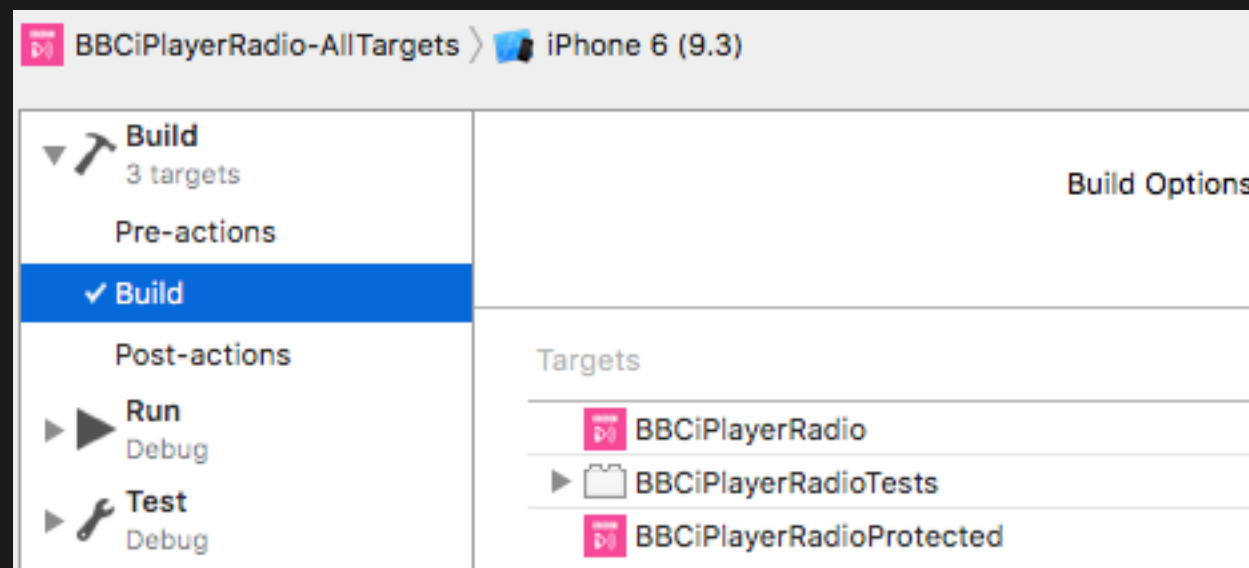 BBCiPlayerRadio-AllTargets iPhone 6 (9.3)
Build
3 targets
Pre-actions
Build
Post-actions
Run
Debug
Test
Debug
Build Options
Targets
BBCiPlayerRadio
BBCiPlayerRadioTests
BBCiPlayerRadioProtected